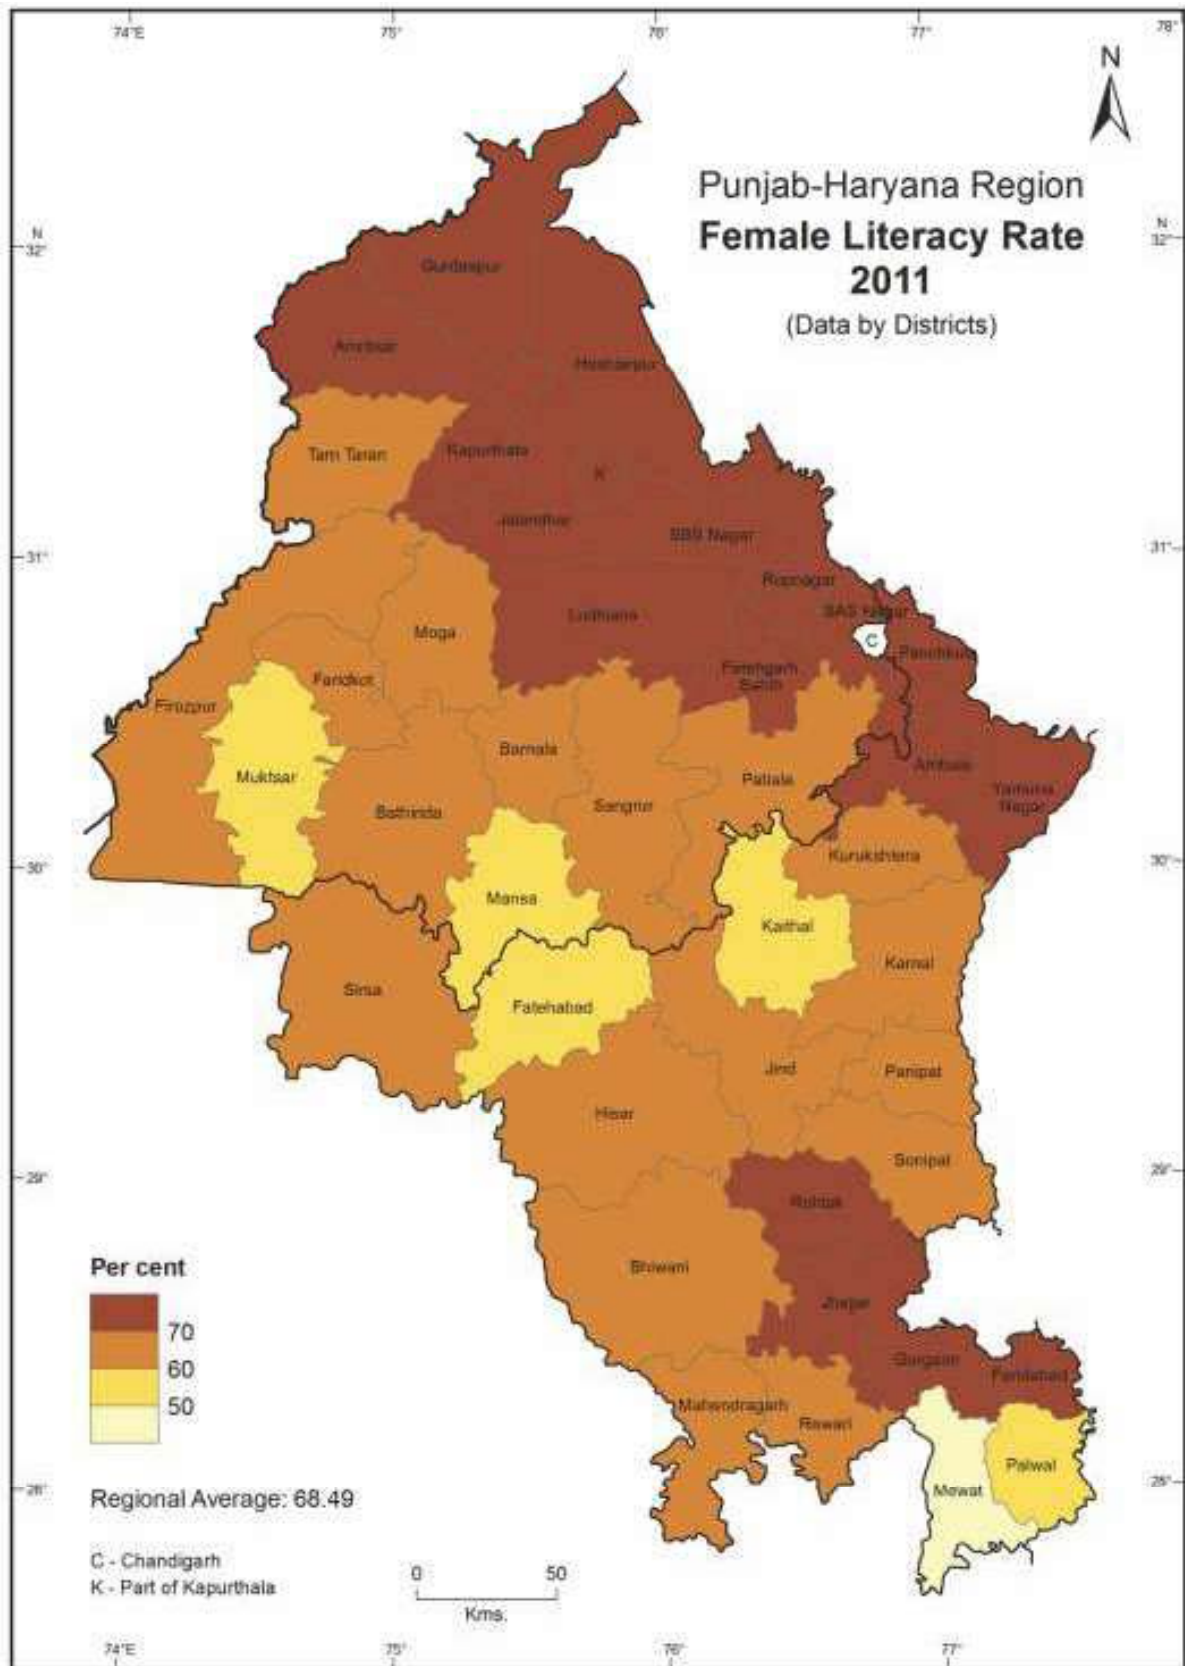 74°E 75° 76° 77° 78°
N
Punjab-Haryana Region
Female Literacy Rate
2011
(Data by Districts)
N
32°
N
32°
Gurdaspur
Amritsar
Hoshiarpur
Tarn Taran
Kapurthala
K
Jalandhar
SBS Nagar
31°
31°
Ropnagar
SAS Nagar
Ludhiana
Moga
C
Panchkula
Fatehgarh
Sahib
Faridkot
Firozpur
Barnala
Muktsar
Patiala
Ambala
Yamuna
Nagar
Sangrur
Bathinda
Kurukshtera
30°
30°
Mansa
Kaithal
Karnal
Sirsa
Fatehabad
Jind
Panipat
Hisar
Sonipat
29°
29°
Rohtak
Bhiwani
Per cent
Jhajjar
70
60
50
Gurgaon
Faridabad
Mahendragarh
Rewari
Palwal
Mewat
28°
28°
Regional Average: 68.49
C - Chandigarh
K - Part of Kapurthala
0 50
Kms.
74°E 75° 76° 77°